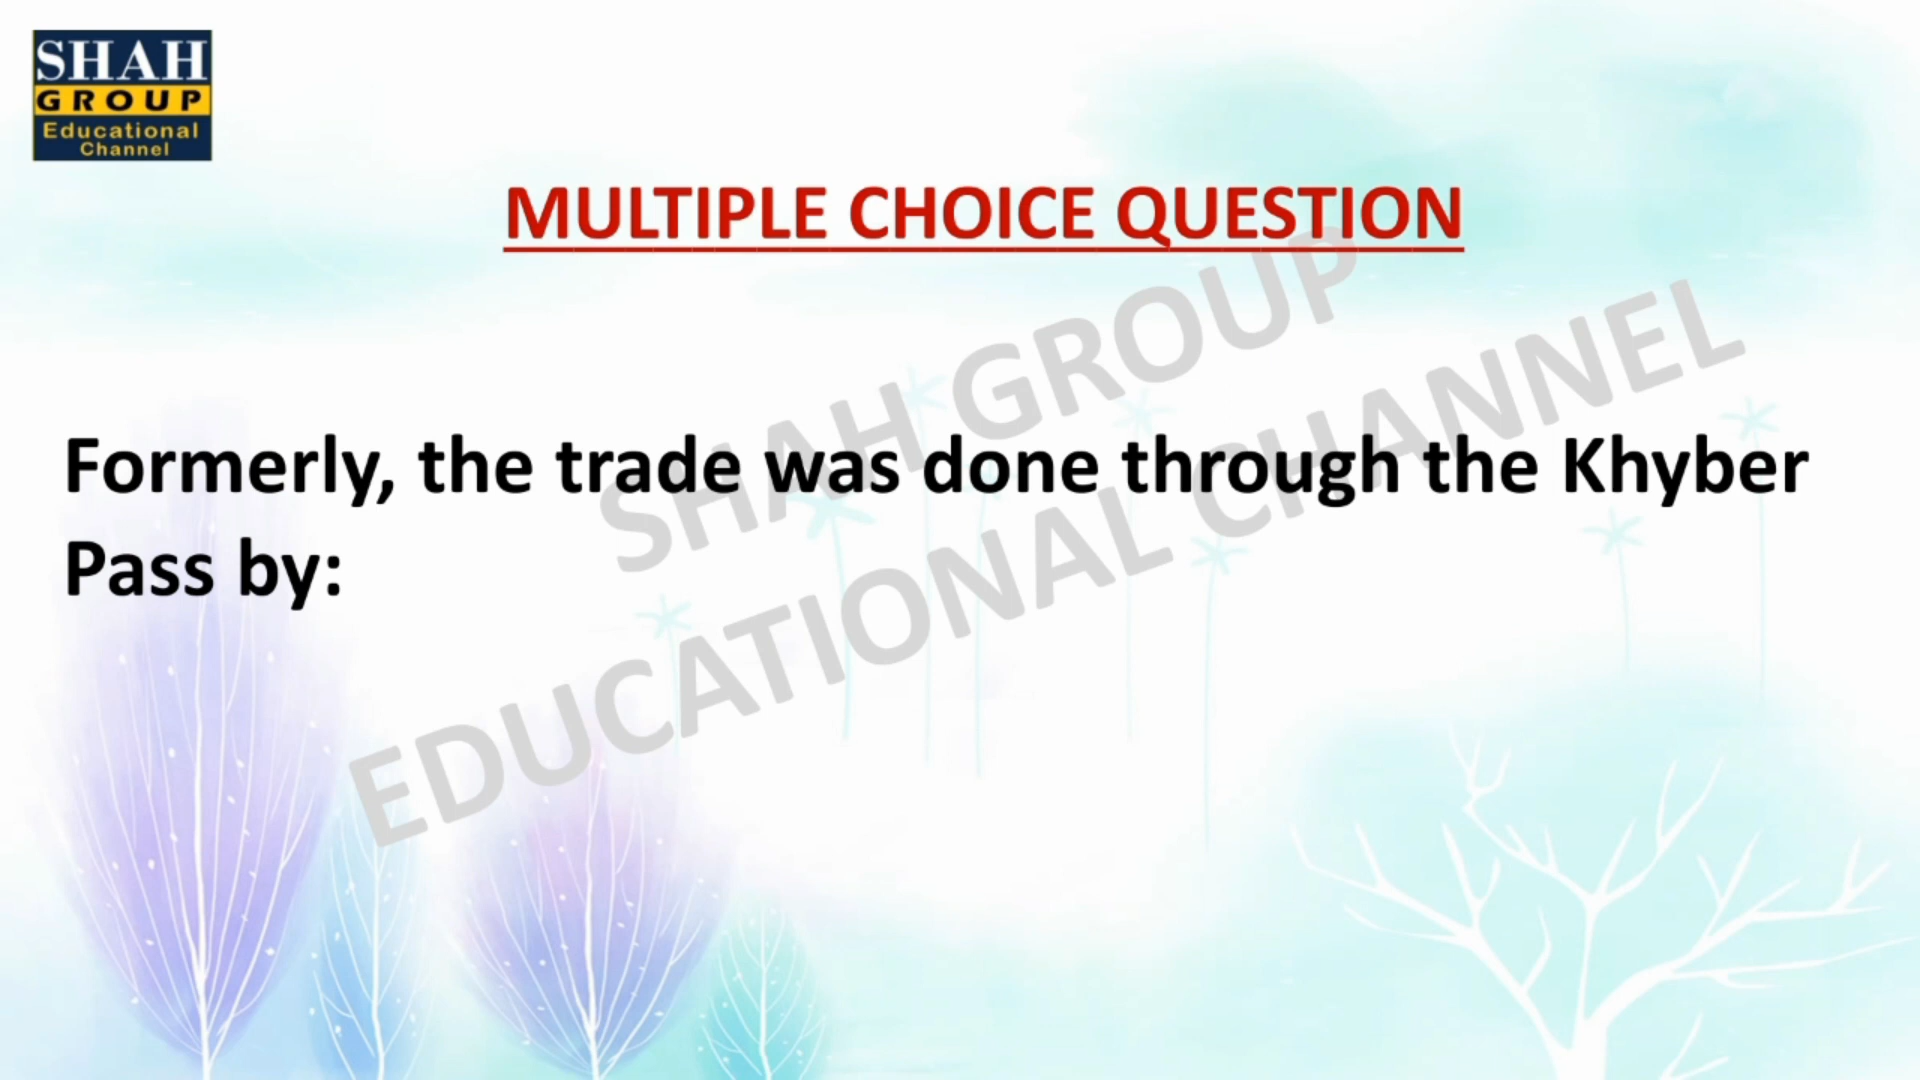 SHAH
GROUP
Educational
Channel
MULTIPLE CHOICE QUESTION
SHAH GROUP
EDUCATIONAL CHANNEL
Formerly, the trade was done through the Khyber
Pass by: